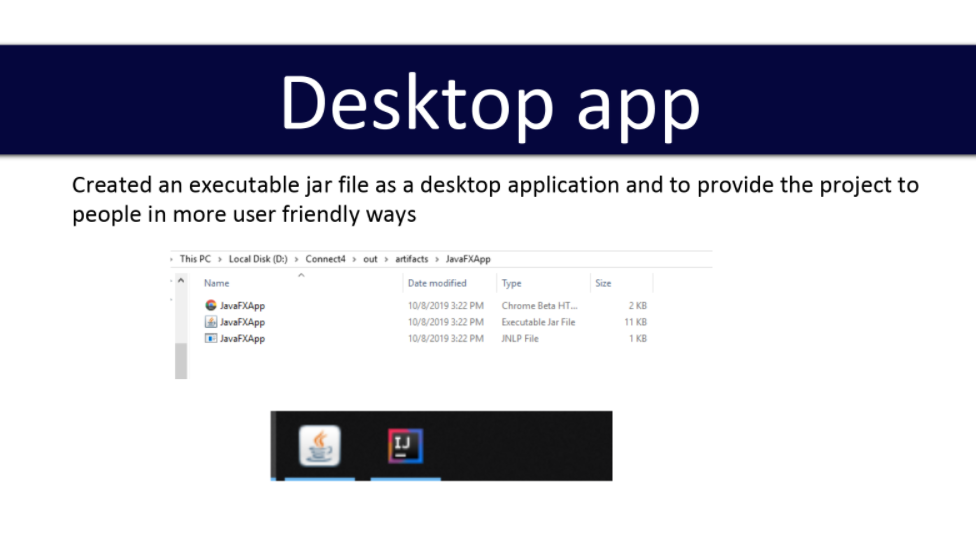 Desktop app
Created an executable jar file as a desktop application and to provide the project to
people in more user friendly ways
This PC > Local Disk (D:) > Connect4 > out > artifacts > JavaFXApp
Name Date modified Type Size
JavaFXApp 10/8/2019 3:22 PM Chrome Beta HT... 2 KB
JavaFXApp 10/8/2019 3:22 PM Executable Jar File 11 KB
JavaFXApp 10/8/2019 3:22 PM JNLP File 1 KB
IJ